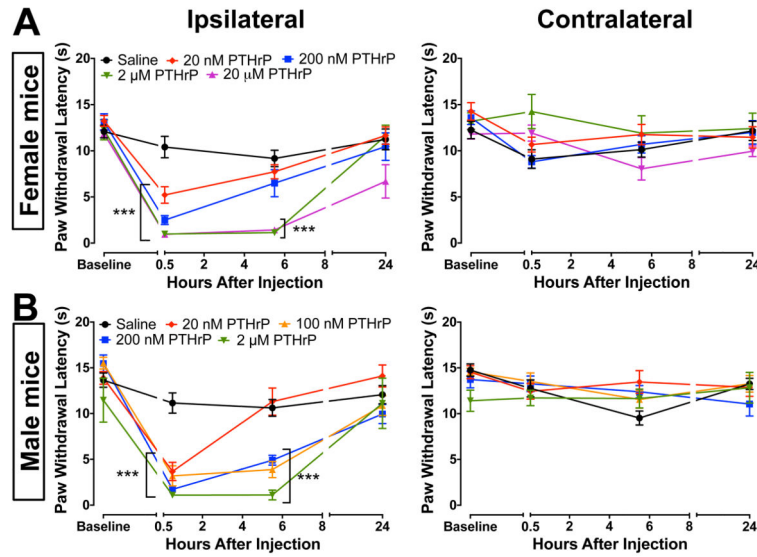 Ipsilateral
Contralateral
A
Female mice
Paw Withdrawal Latency (s)
20
15
10
5
0
Saline 20 nM PTHrP 200 nM PTHrP
2 µM PTHrP 20 µM PTHrP
***
***
Baseline 0.5 2 4 6 8 24
Hours After Injection
Paw Withdrawal Latency (s)
20
15
10
5
0
Baseline 0.5 2 4 6 8 24
Hours After Injection
B
Male mice
Paw Withdrawal Latency (s)
20
15
10
5
0
Saline 20 nM PTHrP 100 nM PTHrP
200 nM PTHrP 2 µM PTHrP
***
***
Baseline 0.5 2 4 6 8 24
Hours After Injection
Paw Withdrawal Latency (s)
20
15
10
5
0
Baseline 0.5 2 4 6 8 24
Hours After Injection